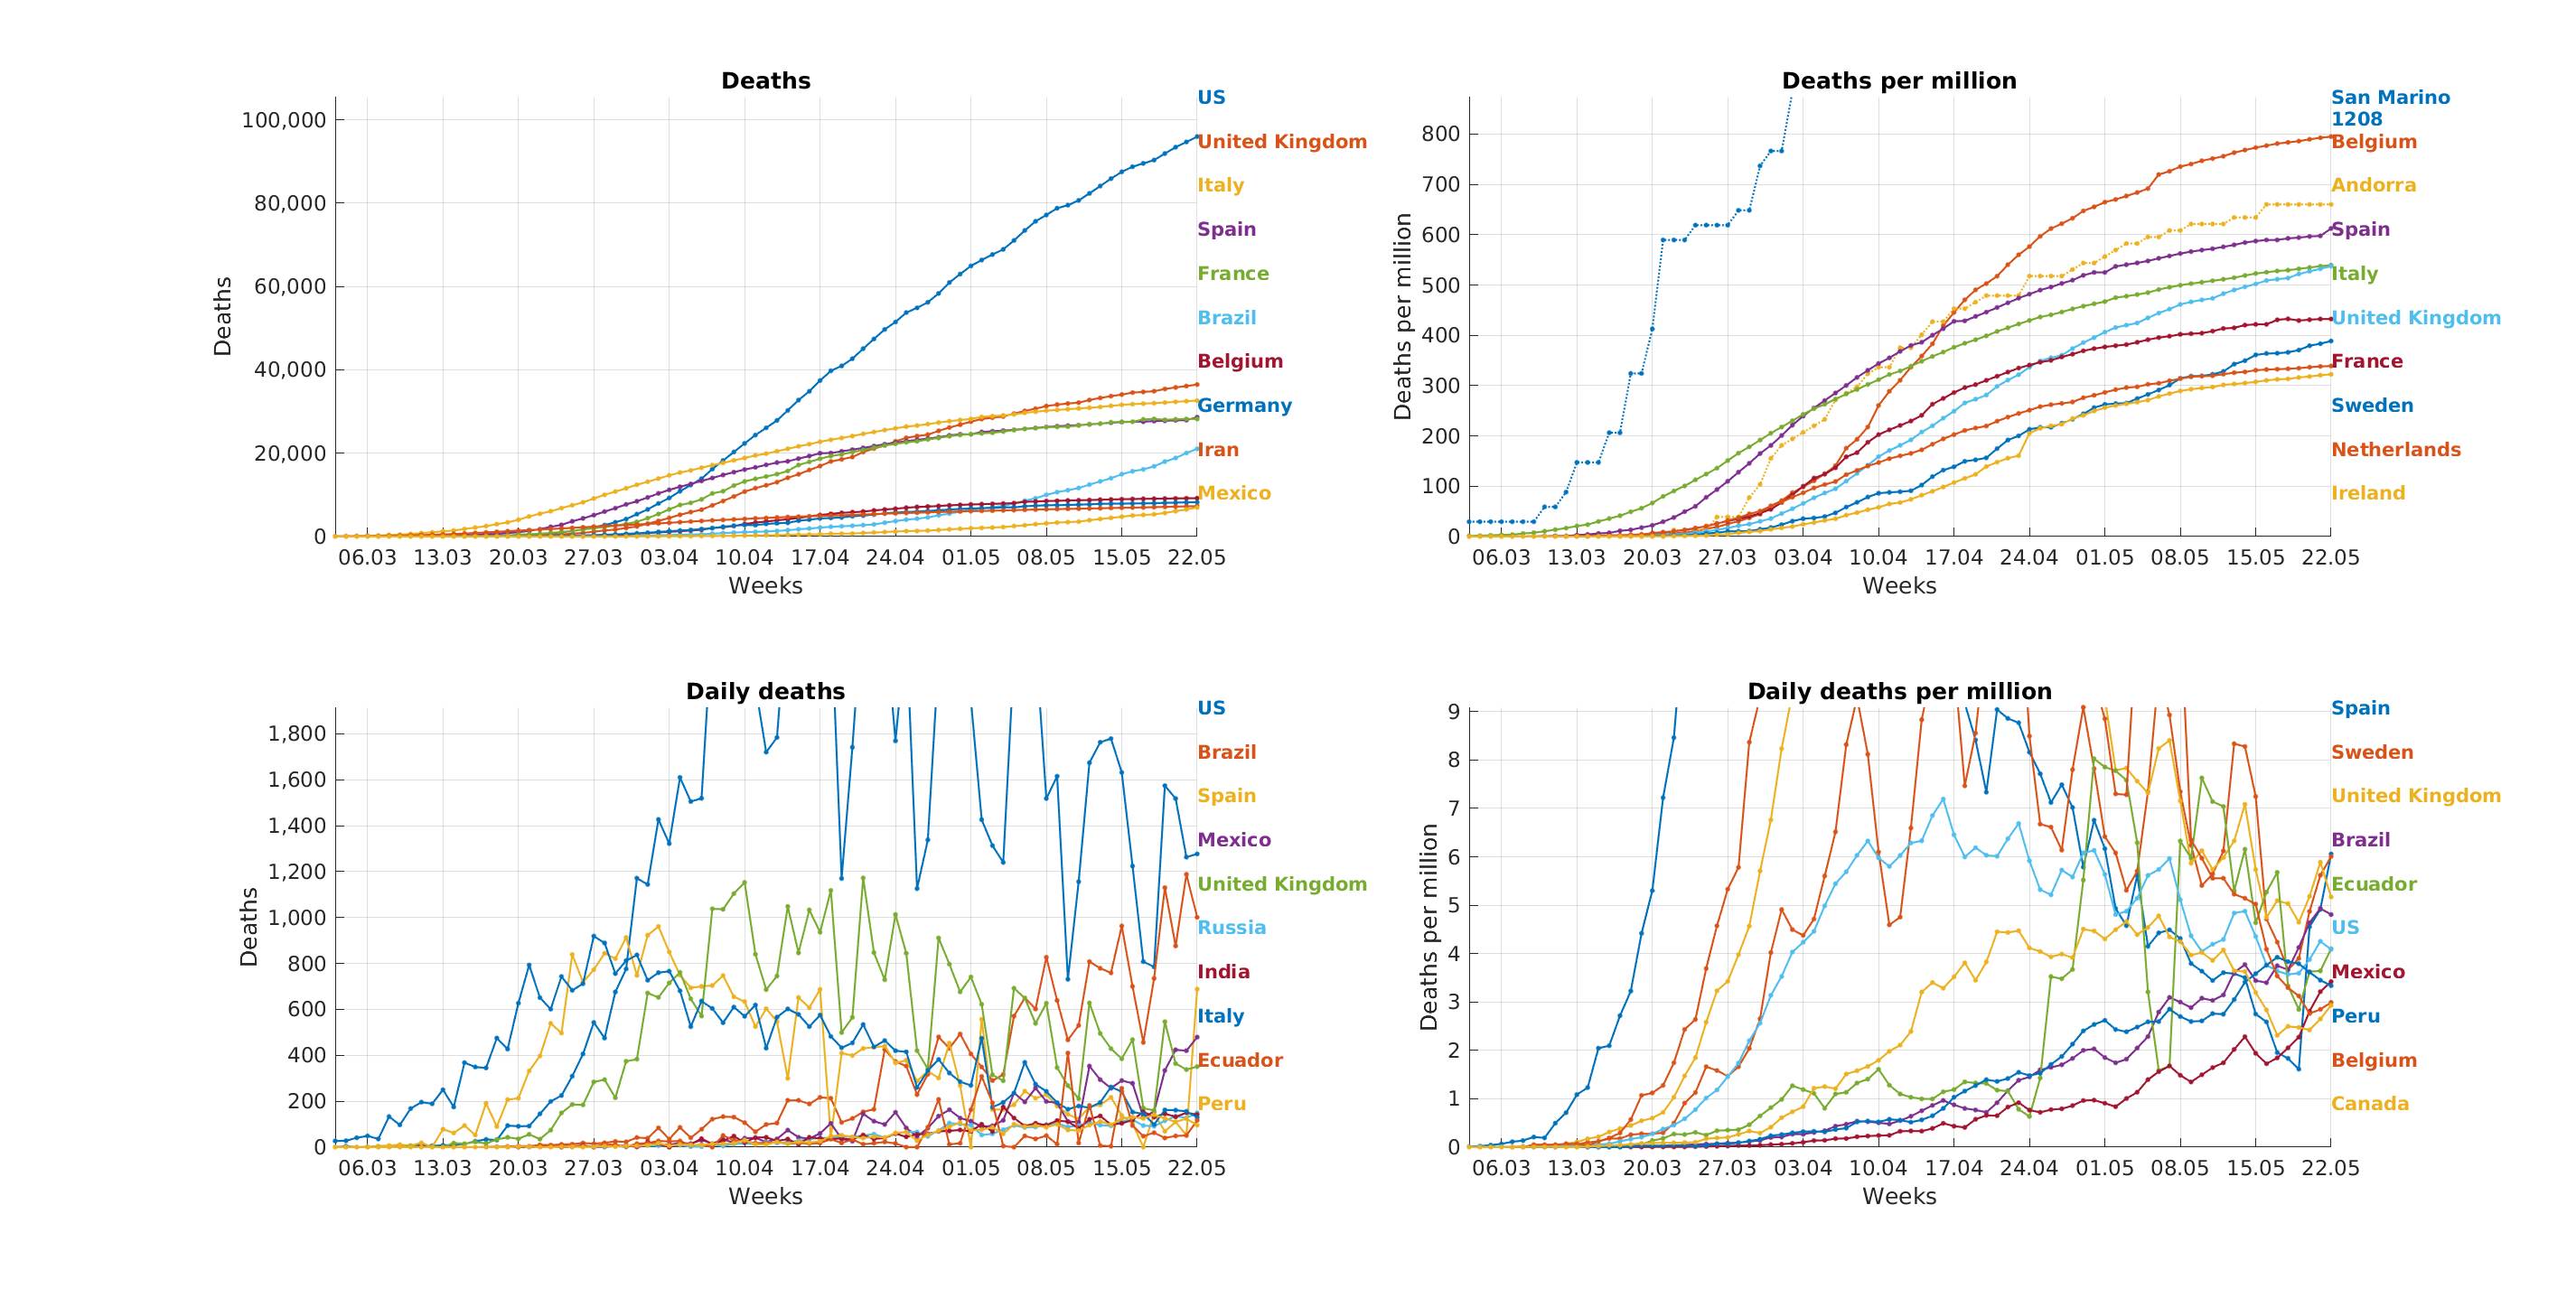 Deaths
Deaths
100,000
80,000
60,000
40,000
20,000
0
06.03 13.03 20.03 27.03 03.04 10.04 17.04 24.04 01.05 08.05 15.05 22.05
Weeks
US
United Kingdom
Italy
Spain
France
Brazil
Belgium
Germany
Iran
Mexico
Deaths per million
Deaths per million
800
700
600
500
400
300
200
100
0
06.03 13.03 20.03 27.03 03.04 10.04 17.04 24.04 01.05 08.05 15.05 22.05
Weeks
San Marino
1208
Belgium
Andorra
Spain
Italy
United Kingdom
France
Sweden
Netherlands
Ireland
Daily deaths
Deaths
1,800
1,600
1,400
1,200
1,000
800
600
400
200
0
06.03 13.03 20.03 27.03 03.04 10.04 17.04 24.04 01.05 08.05 15.05 22.05
Weeks
US
Brazil
Spain
Mexico
United Kingdom
Russia
India
Italy
Ecuador
Peru
Daily deaths per million
Deaths per million
9
8
7
6
5
4
3
2
1
0
06.03 13.03 20.03 27.03 03.04 10.04 17.04 24.04 01.05 08.05 15.05 22.05
Weeks
Spain
Sweden
United Kingdom
Brazil
Ecuador
US
Mexico
Peru
Belgium
Canada